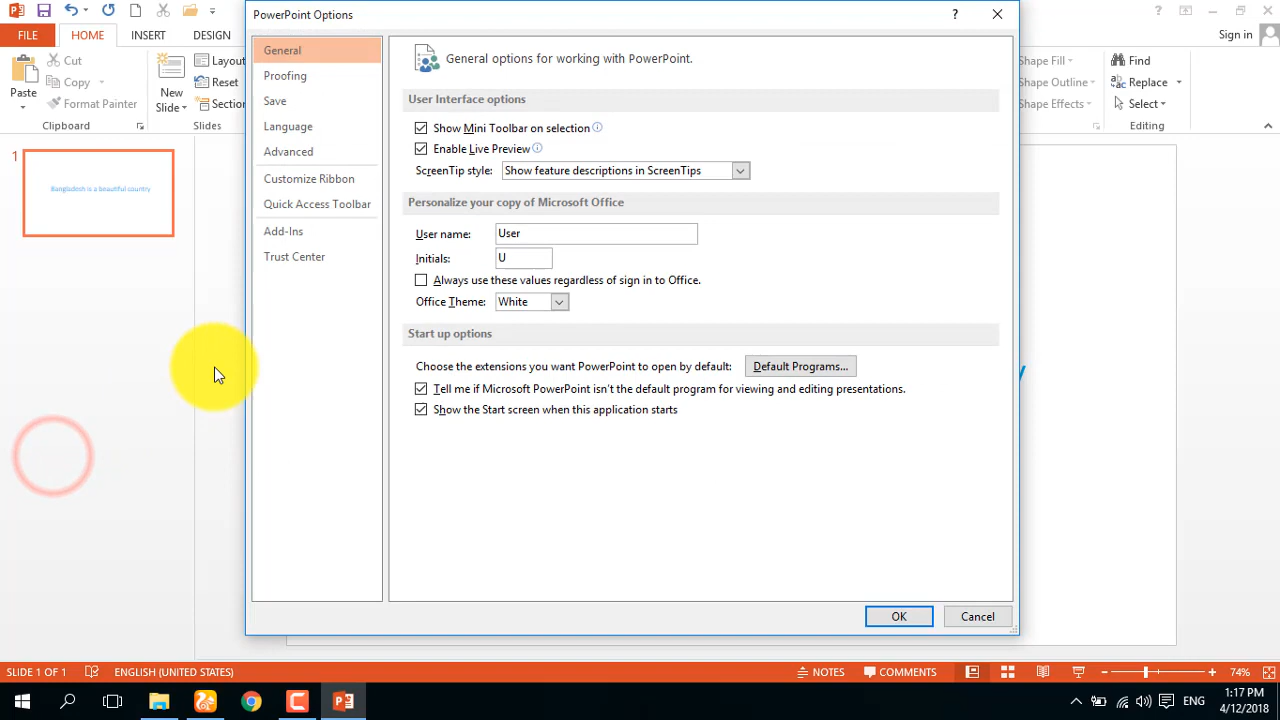 PowerPoint Options
?
FILE
HOME
INSERT
DESIGN
Sign in
Paste
Cut
Copy
Format Painter
Clipboard
New
Slide
Layou
Reset
Section
Slides
General
Proofing
Save
Language
Advanced
Customize Ribbon
Quick Access Toolbar
Add-Ins
Trust Center
General options for working with PowerPoint.
User Interface options
Show Mini Toolbar on selection
Enable Live Preview
ScreenTip style: Show feature descriptions in ScreenTips
Personalize your copy of Microsoft Office
User name: User
Initials: U
Always use these values regardless of sign in to Office.
Office Theme: White
Start up options
Choose the extensions you want PowerPoint to open by default: Default Programs...
Tell me if Microsoft PowerPoint isn't the default program for viewing and editing presentations.
Show the Start screen when this application starts
OK
Cancel
Shape Fill
Shape Outline
Shape Effects
Find
Replace
Select
Editing
1
Bangladesh is a beautiful country
y
SLIDE 1 OF 1
ENGLISH (UNITED STATES)
NOTES
COMMENTS
74%
ENG
1:17 PM
4/12/2018